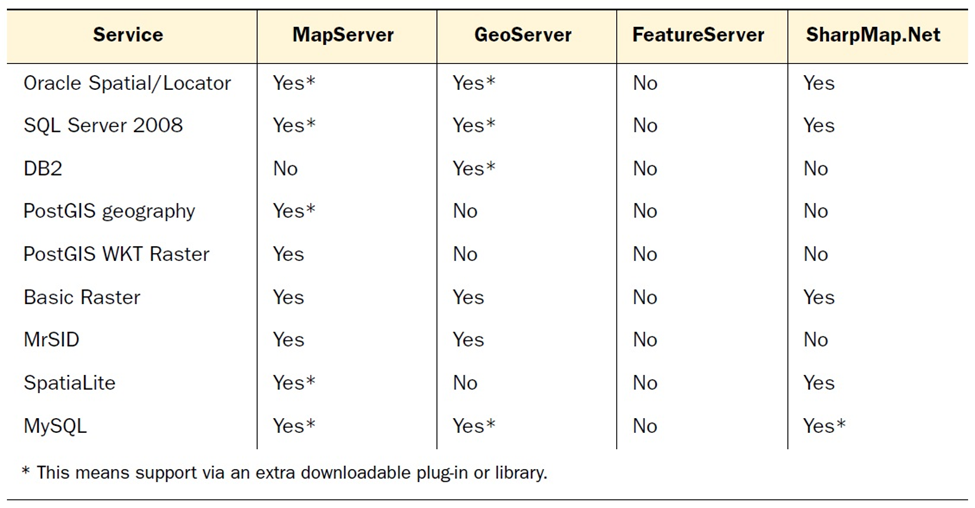 Service MapServer GeoServer FeatureServer SharpMap.Net
Oracle Spatial/Locator Yes* Yes* No Yes
SQL Server 2008 Yes* Yes* No Yes
DB2 No Yes* No No
PostGIS geography Yes* No No No
PostGIS WKT Raster Yes No No No
Basic Raster Yes Yes No Yes
MrSID Yes Yes No No
SpatiaLite Yes* No No Yes
MySQL Yes* Yes* No Yes*
* This means support via an extra downloadable plug-in or library.